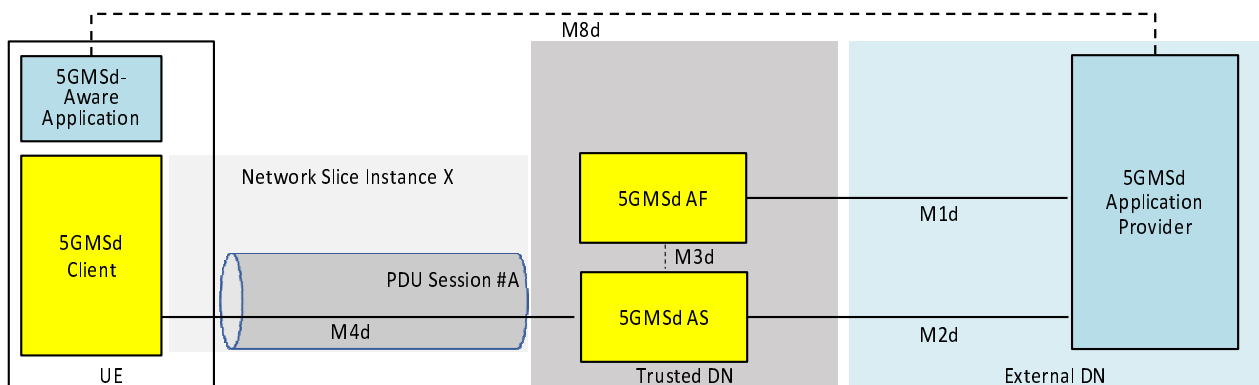 M8d
5GMSd-
Aware
Application
Network Slice Instance X
5GMSd
Client
PDU Session #A
M4d
UE
5GMSd AF
M3d
5GMSd AS
Trusted DN
M1d
M2d
5GMSd
Application
Provider
External DN